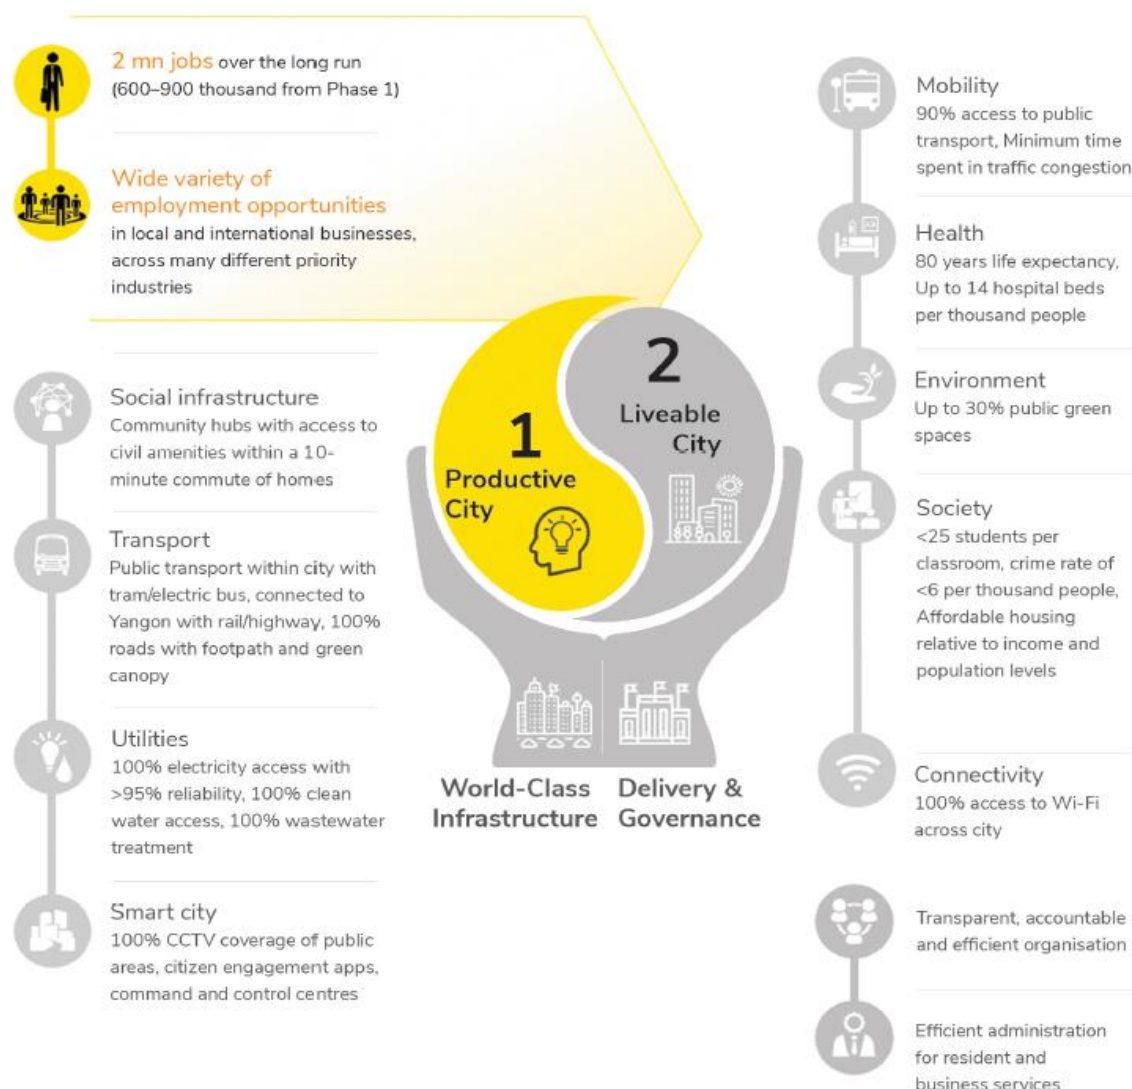 2 mn jobs over the long run
(600–900 thousand from Phase 1)
Wide variety of
employment opportunities
in local and international businesses,
across many different priority
industries
Social infrastructure
Community hubs with access to
civil amenities within a 10-
minute commute of homes
Transport
Public transport within city with
tram/electric bus, connected to
Yangon with rail/highway, 100%
roads with footpath and green
canopy
Utilities
100% electricity access with
>95% reliability, 100% clean
water access, 100% wastewater
treatment
Smart city
100% CCTV coverage of public
areas, citizen engagement apps,
command and control centres
1
Productive
City
2
Liveable
City
World-Class
Infrastructure
Delivery &
Governance
Mobility
90% access to public
transport, Minimum time
spent in traffic congestion
Health
80 years life expectancy,
Up to 14 hospital beds
per thousand people
Environment
Up to 30% public green
spaces
Society
<25 students per
classroom, crime rate of
<6 per thousand people,
Affordable housing
relative to income and
population levels
Connectivity
100% access to Wi-Fi
across city
Transparent, accountable
and efficient organisation
Efficient administration
for resident and
business services